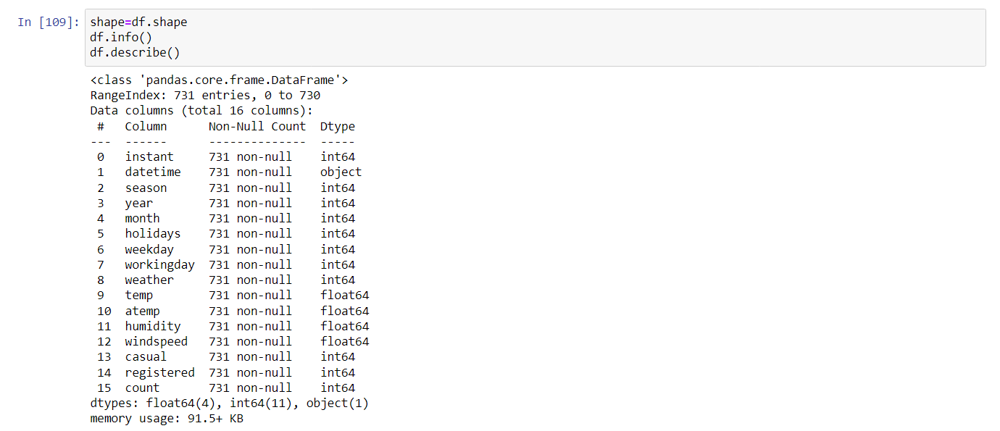 In [109]: shape=df.shape
df.info()
df.describe()
<class 'pandas.core.frame.DataFrame'>
RangeIndex: 731 entries, 0 to 730
Data columns (total 16 columns):
 #   Column      Non-Null Count  Dtype
---  ------      --------------  -----
 0   instant     731 non-null    int64
 1   datetime    731 non-null    object
 2   season      731 non-null    int64
 3   year        731 non-null    int64
 4   month       731 non-null    int64
 5   holidays    731 non-null    int64
 6   weekday     731 non-null    int64
 7   workingday  731 non-null    int64
 8   weather     731 non-null    int64
 9   temp        731 non-null    float64
 10  atemp       731 non-null    float64
 11  humidity    731 non-null    float64
 12  windspeed   731 non-null    float64
 13  casual      731 non-null    int64
 14  registered  731 non-null    int64
 15  count       731 non-null    int64
dtypes: float64(4), int64(11), object(1)
memory usage: 91.5+ KB